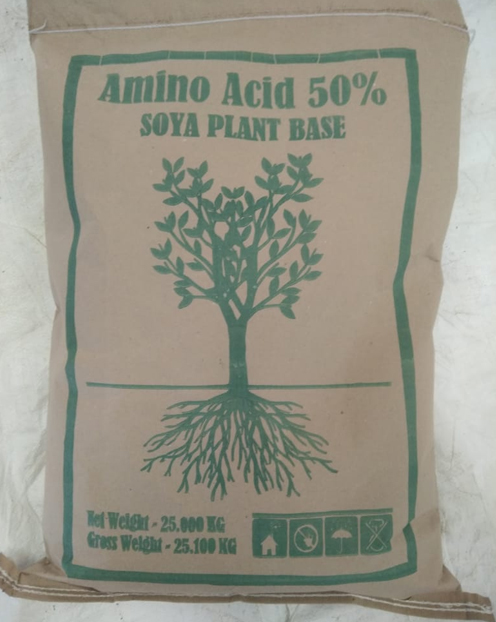 Amino Acid 50%
SOYA PLANT BASE
Net Weight - 25.000 KG
Gross Weight - 25.100 KG